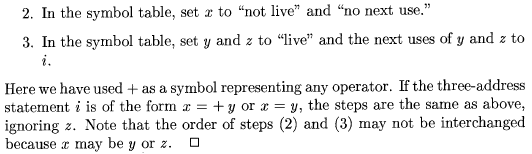 2. In the symbol table, set x to “not live” and “no next use.”
3. In the symbol table, set y and z to “live” and the next uses of y and z to
i.
Here we have used + as a symbol representing any operator. If the three-address
statement i is of the form x = + y or x = y, the steps are the same as above,
ignoring z. Note that the order of steps (2) and (3) may not be interchanged
because x may be y or z. □